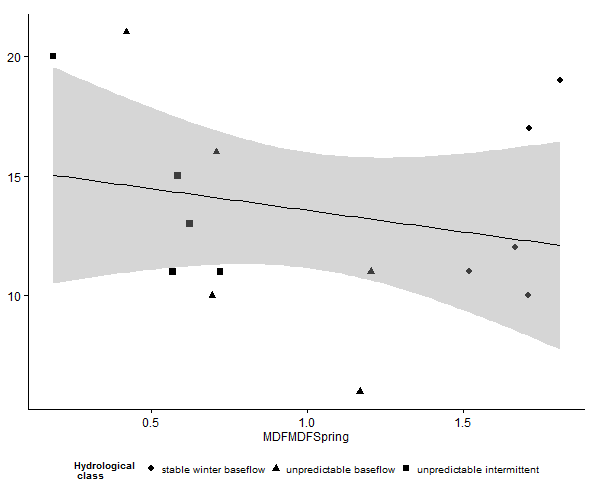 20
15
10
0.5 1.0 1.5
MDFMDFSpring
Hydrological class stable winter baseflow unpredictable baseflow unpredictable intermittent